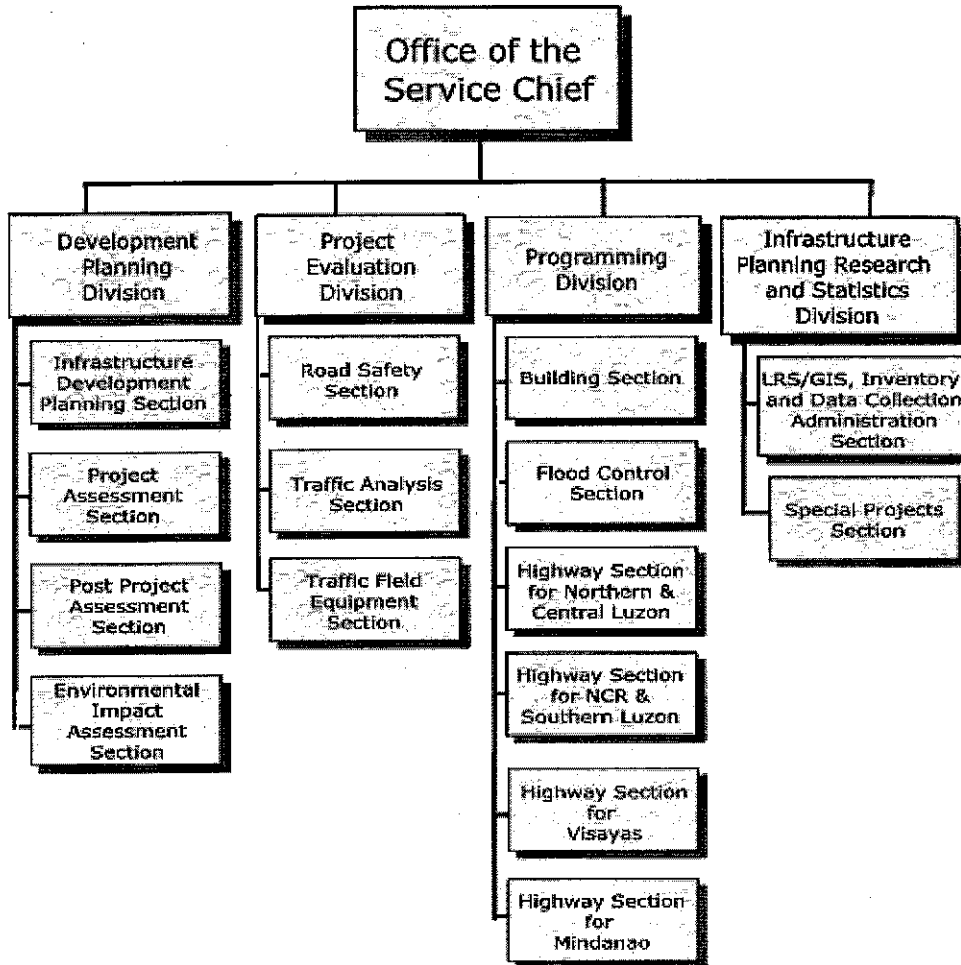 Office of the
Service Chief
Development
Planning
Division
Infrastructure
Development
Planning Section
Project
Assessment
Section
Post Project
Assessment
Section
Environmental
Impact
Assessment
Section
Project
Evaluation
Division
Road Safety
Section
Traffic Analysis
Section
Traffic Field
Equipment
Section
Programming
Division
Building Section
Flood Control
Section
Highway Section
for Northern &
Central Luzon
Highway Section
for NCR &
Southern Luzon
Highway Section
for
Visayas
Highway Section
for
Mindanao
Infrastructure
Planning Research
and Statistics
Division
LRS/GIS, Inventory
and Data Collection
Administration
Section
Special Projects
Section